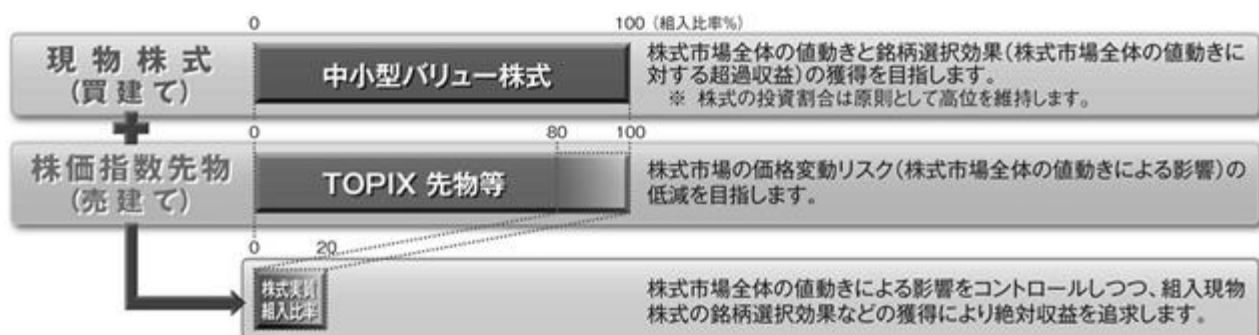 0 100 (組入比率%)
現物株式
(買建て)
中小型バリュー株式
株式市場全体の値動きと銘柄選択効果(株式市場全体の値動きに
対する超過収益)の獲得を目指します。
※ 株式の投資割合は原則として高位を維持します。
0 80 100
株価指数先物
(売建て)
TOPIX 先物等
株式市場の価格変動リスク(株式市場全体の値動きによる影響)の
低減を目指します。
0 20
株式実質
組入比率
株式市場全体の値動きによる影響をコントロールしつつ、組入現物
株式の銘柄選択効果などの獲得により絶対収益を追求します。